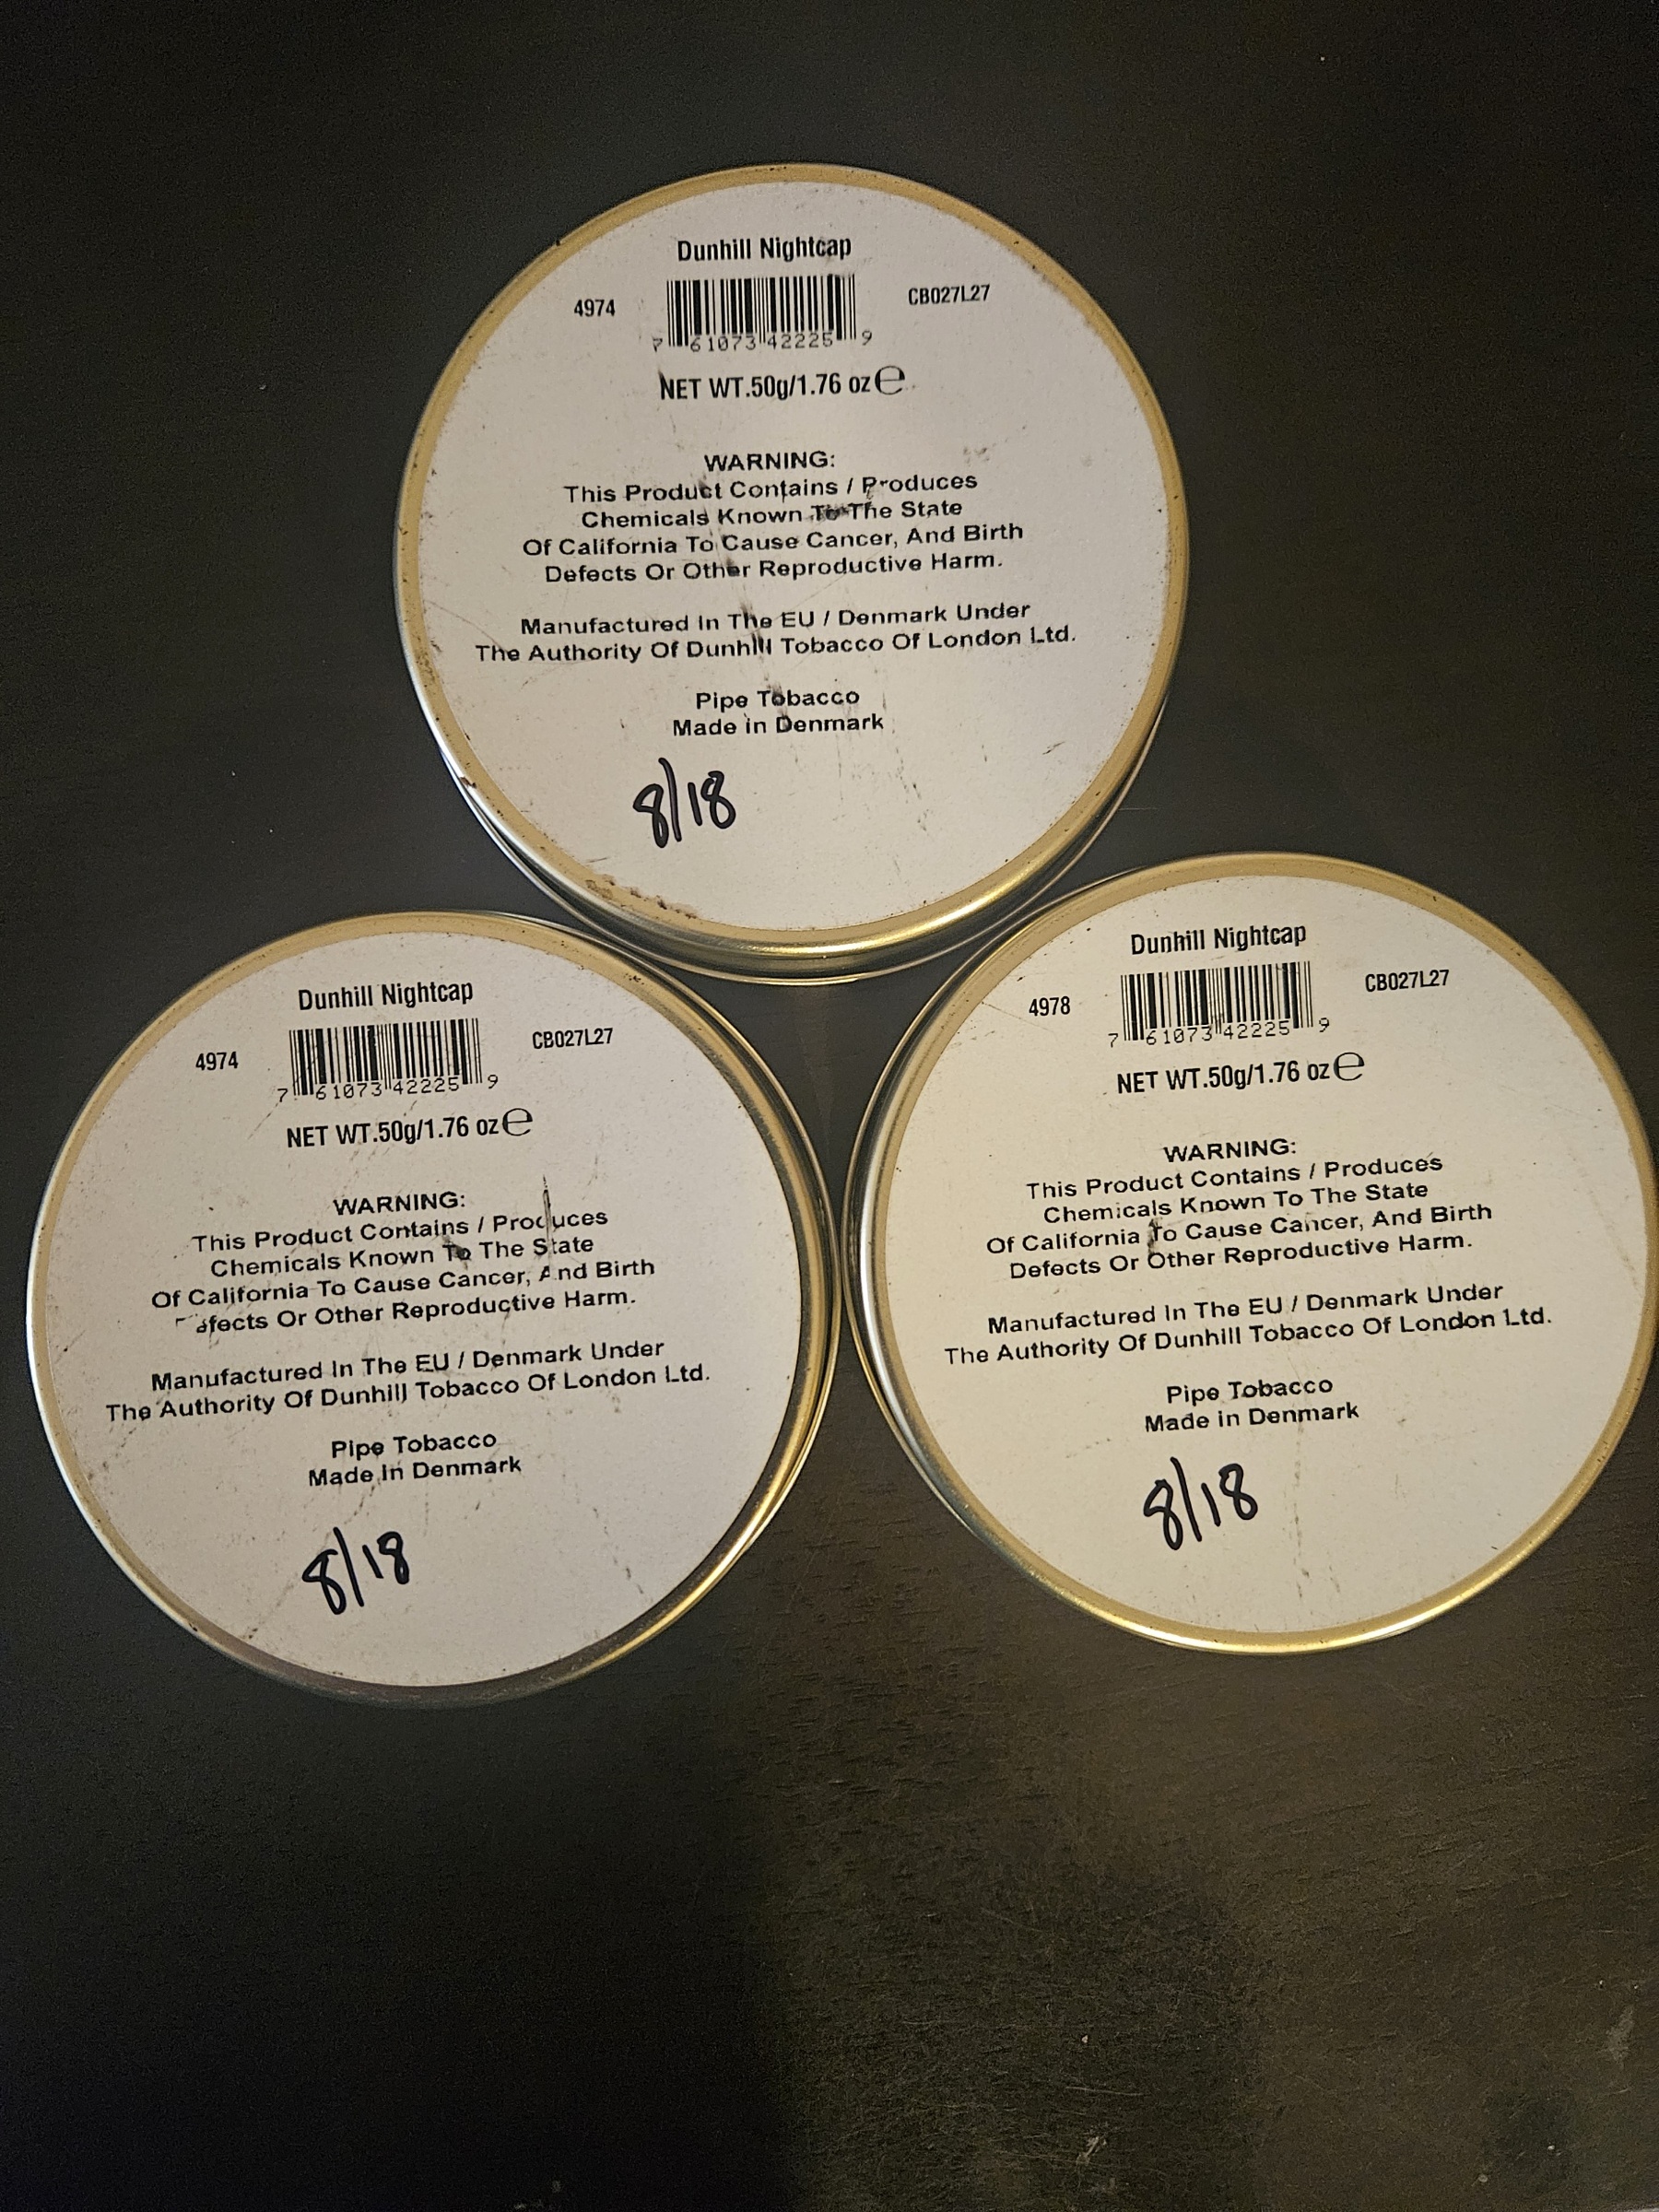 Dunhill Nightcap
4974 CB027L27
7 61073 42225 9
NET WT.50g/1.76 oz ℮
WARNING:
This Product Contains / Produces
Chemicals Known To The State
Of California To Cause Cancer, And Birth
Defects Or Other Reproductive Harm.
Manufactured In The EU / Denmark Under
The Authority Of Dunhill Tobacco Of London Ltd.
Pipe Tobacco
Made in Denmark
8/18
Dunhill Nightcap
4974 CB027L27
7 61073 42225 9
NET WT.50g/1.76 oz ℮
WARNING:
This Product Contains / Produces
Chemicals Known To The State
Of California To Cause Cancer, And Birth
Defects Or Other Reproductive Harm.
Manufactured In The EU / Denmark Under
The Authority Of Dunhill Tobacco Of London Ltd.
Pipe Tobacco
Made In Denmark
8/18
Dunhill Nightcap
4978 CB027L27
7 61073 42225 9
NET WT.50g/1.76 oz ℮
WARNING:
This Product Contains / Produces
Chemicals Known To The State
Of California To Cause Cancer, And Birth
Defects Or Other Reproductive Harm.
Manufactured In The EU / Denmark Under
The Authority Of Dunhill Tobacco Of London Ltd.
Pipe Tobacco
Made in Denmark
8/18